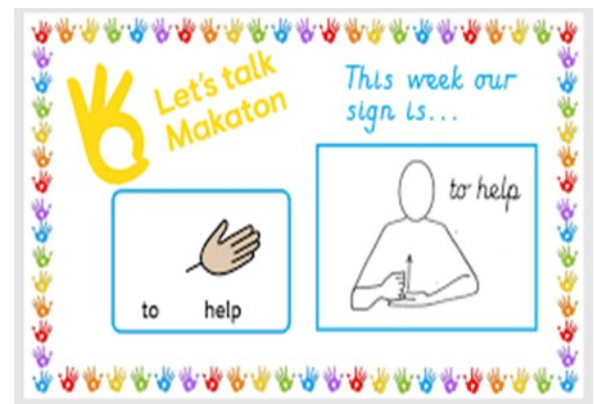 Let's talk
Makaton
This week our
sign is...
to help
to help